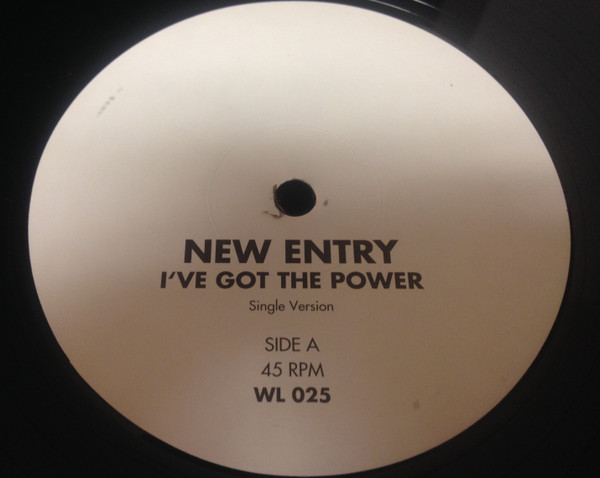 NEW ENTRY
I'VE GOT THE POWER
Single Version
SIDE A
45 RPM
WL 025